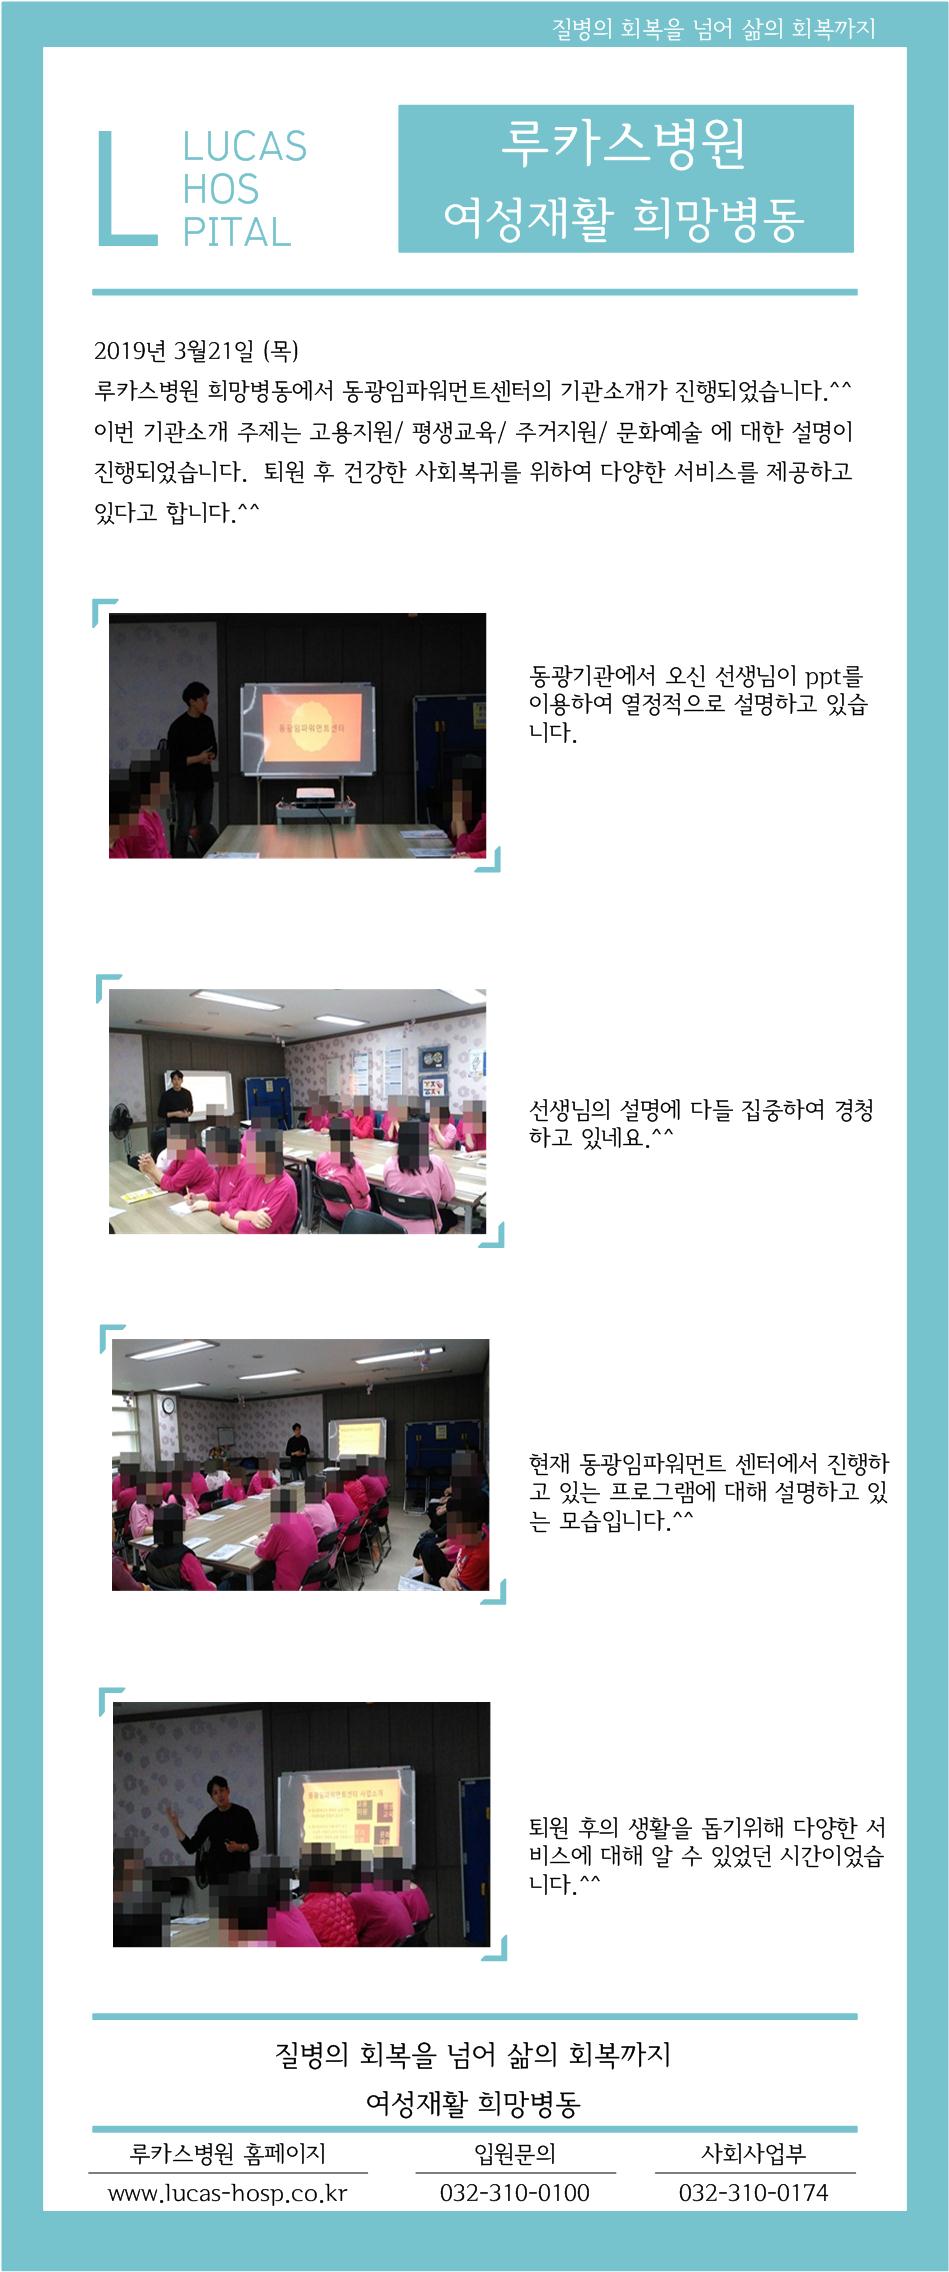 질병의 회복을 넘어 삶의 회복까지
L
LUCAS
HOS
PITAL
루카스병원
여성재활 희망병동
2019년 3월21일 (목)
루카스병원 희망병동에서 동광임파워먼트센터의 기관소개가 진행되었습니다.^^
이번 기관소개 주제는 고용지원/ 평생교육/ 주거지원/ 문화예술 에 대한 설명이
진행되었습니다. 퇴원 후 건강한 사회복귀를 위하여 다양한 서비스를 제공하고
있다고 합니다.^^
동광임파워먼트센터
동광기관에서 오신 선생님이 ppt를
이용하여 열정적으로 설명하고 있습
니다.
선생님의 설명에 다들 집중하여 경청
하고 있네요.^^
현재 동광임파워먼트 센터에서 진행하
고 있는 프로그램에 대해 설명하고 있
는 모습입니다.^^
동광임파워먼트센터 사업소개
퇴원 후의 생활을 돕기위해 다양한 서
비스에 대해 알 수 있었던 시간이었습
니다.^^
질병의 회복을 넘어 삶의 회복까지
여성재활 희망병동
루카스병원 홈페이지
www.lucas-hosp.co.kr
입원문의
032-310-0100
사회사업부
032-310-0174